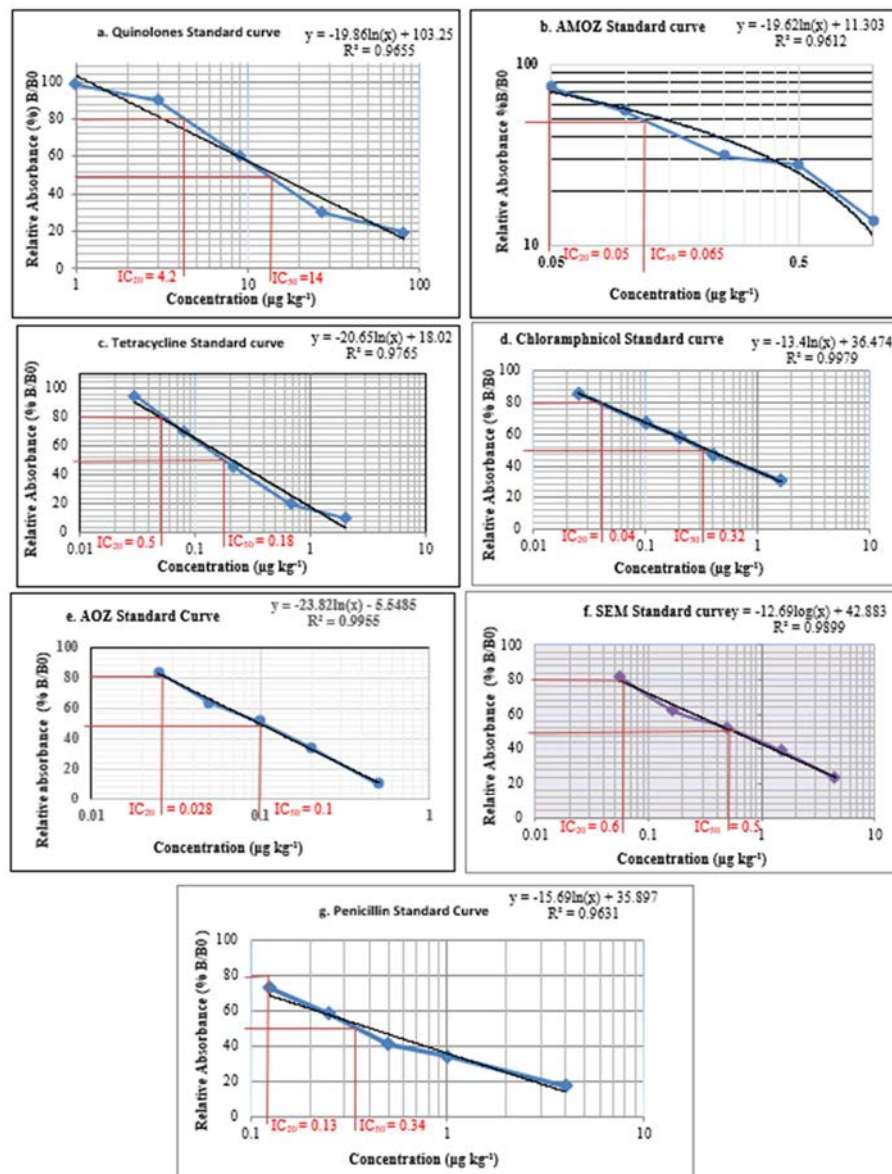 a. Quinolones Standard curve
y = -19.86ln(x) + 103.25
R² = 0.9655
Relative Absorbance (%) B/B0
100
80
60
40
20
0
1
10
100
IC₂₀ = 4.2
IC₅₀ =14
Concentration (µg kg⁻¹)
b. AMOZ Standard curve
y = -19.62ln(x) + 11.303
R² = 0.9612
Relative Absorbance %B/B0
100
10
0.05
0.5
IC₂₀ = 0.05
IC₅₀ = 0.065
Concentration (µg kg⁻¹)
c. Tetracycline Standard curve
y = -20.65ln(x) + 18.02
R² = 0.9765
Relative Absorbance (% B/B0)
100
80
60
40
20
0
0.01
0.1
1
10
IC₂₀ = 0.5
IC₅₀ = 0.18
Concentration (µg kg⁻¹)
d. Chloramphnicol Standard curve
y = -13.4ln(x) + 36.474
R² = 0.9979
Relative Absorbance (% B/B0)
100
80
60
40
20
0
0.01
0.1
1
10
IC₂₀ = 0.04
IC₅₀ = 0.32
Concentration (µg kg⁻¹)
e. AOZ Standard Curve
y = -23.82ln(x) - 5.5485
R² = 0.9955
Relative absorbance (% B/B0)
100
80
60
40
20
0
0.01
0.1
1
IC₂₀ = 0.028
IC₅₀ = 0.1
Concentration (µg kg⁻¹)
f. SEM Standard curvey = -12.69log(x) + 42.883
R² = 0.9899
Relative Absorbance (% B/B0)
100
80
60
40
20
0
0.01
0.1
1
10
IC₂₀ = 0.6
IC₅₀ = 0.5
Concentration (µg kg⁻¹)
g. Penicillin Standard Curve
y = -15.69ln(x) + 35.897
R² = 0.9631
Relative Absorbance (% B/B0 )
100
80
60
40
20
0
0.1
1
10
IC₂₀ = 0.13
IC₅₀ = 0.34
Concentration (µg kg⁻¹)